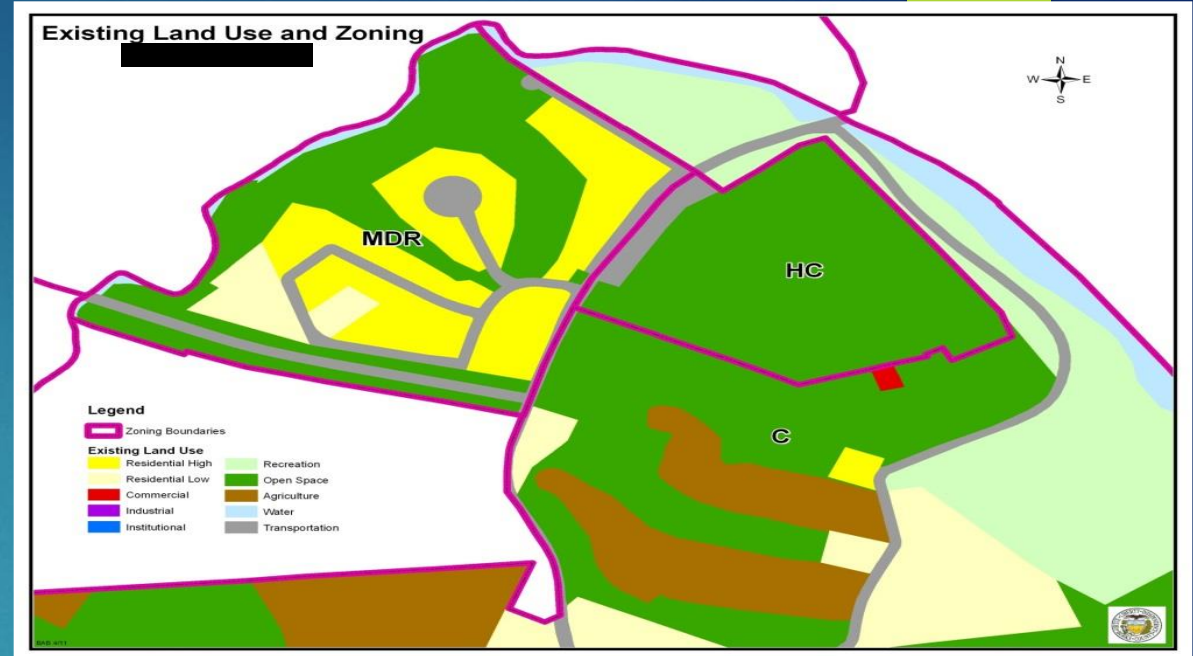 Existing Land Use and Zoning
N
W E
S
MDR
HC
C
Legend
Zoning Boundaries
Existing Land Use
Residential High
Residential Low
Commercial
Industrial
Institutional
Recreation
Open Space
Agriculture
Water
Transportation